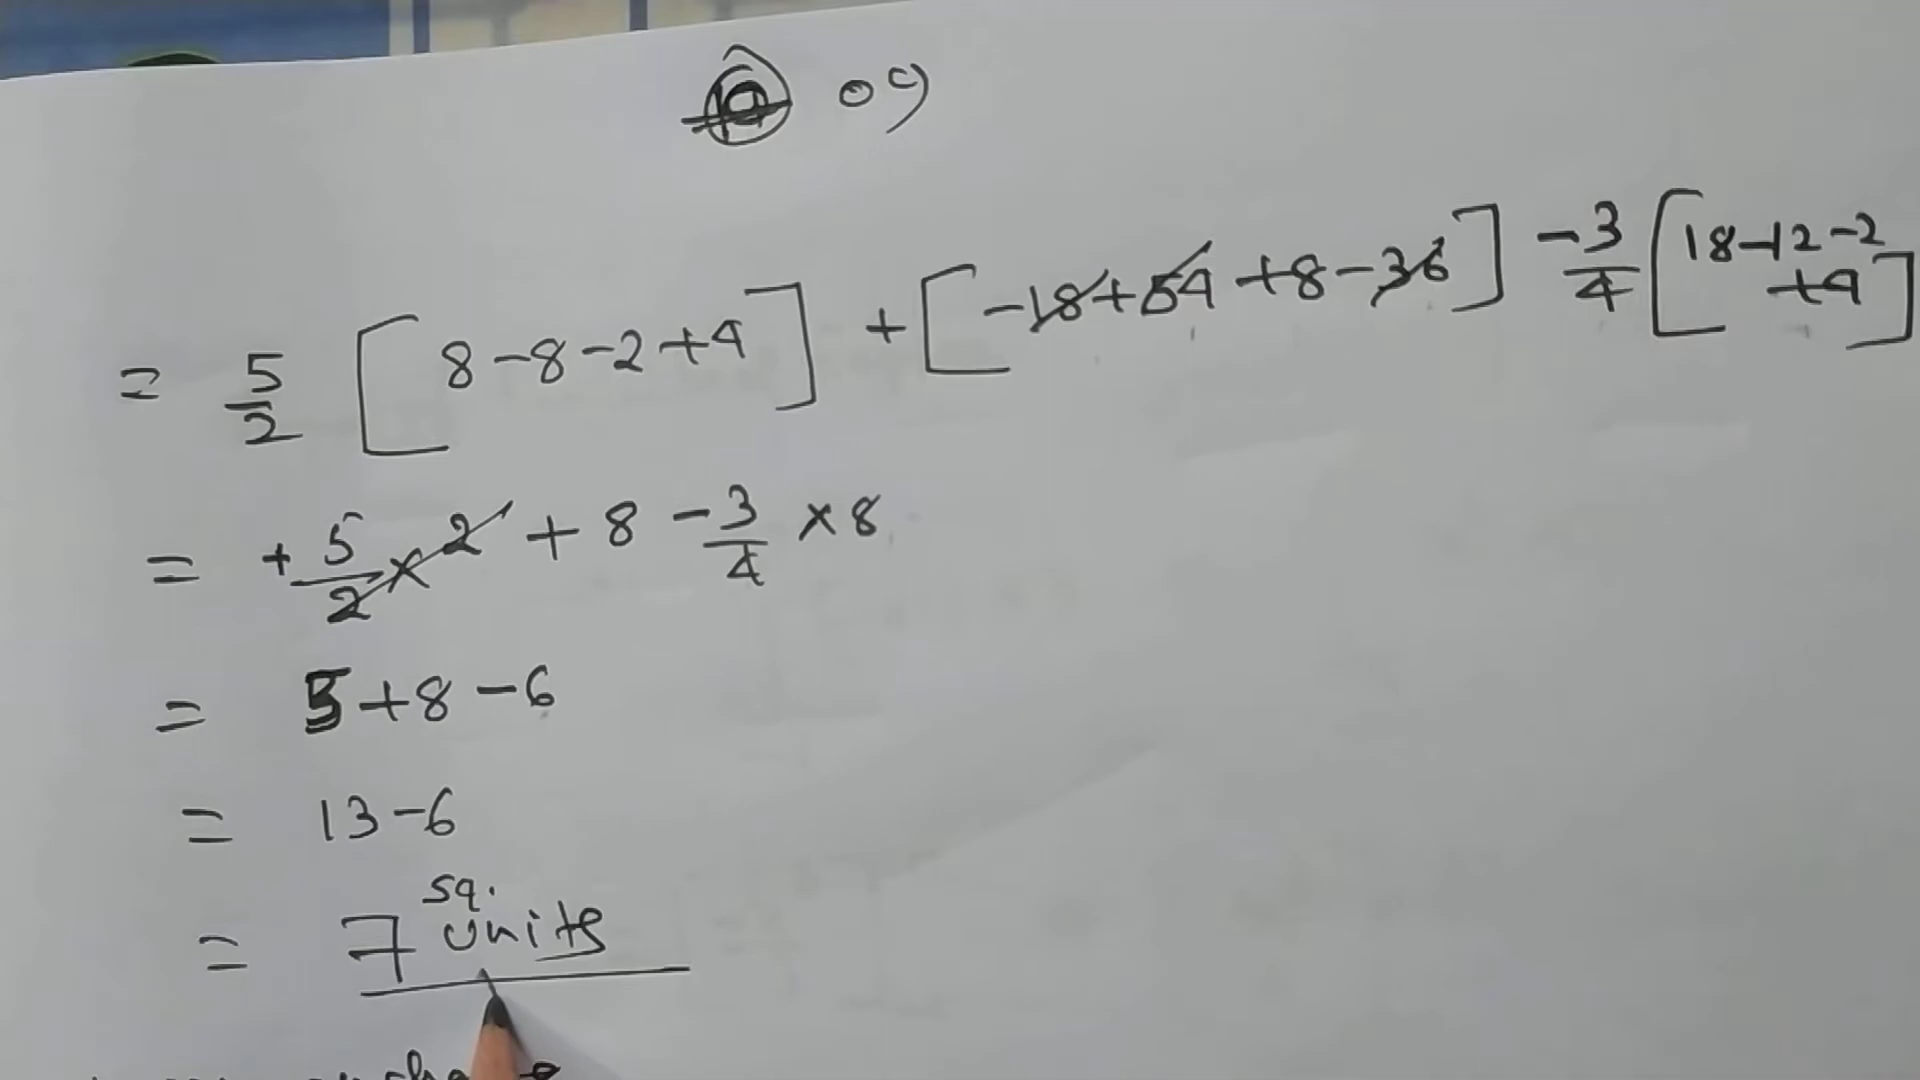 09
= 5/2 [8-8-2+4] + [-18+54+8-36] -3/4 [18-12-2+4]
= +5/2 × 2 + 8 -3/4 × 8
= 5+8-6
= 13-6
= 7 sq. units